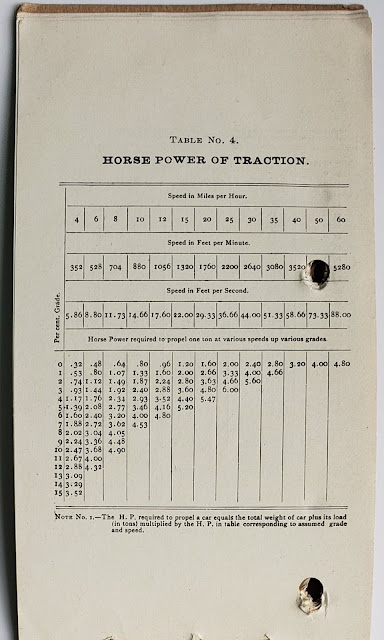 TABLE NO. 4.
HORSE POWER OF TRACTION.
Speed in Miles per Hour.
4 6 8 10 12 15 20 25 30 35 40 50 60
Speed in Feet per Minute.
352 528 704 880 1056 1320 1760 2200 2640 3080 3520 5280
Speed in Feet per Second.
5.86 8.80 11.73 14.66 17.60 22.00 29.33 36.66 44.00 51.33 58.66 73.33 88.00
Per cent. Grade.
Horse Power required to propel one ton at various speeds up various grades
0 .32 .48 .64 .80 .96 1.20 1.60 2.00 2.40 2.80 3.20 4.00 4.80
1 .53 .80 1.07 1.33 1.60 2.00 2.66 3.33 4.00 4.66
2 .74 1.12 1.49 1.87 2.24 2.80 3.63 4.66 5.60
3 .93 1.44 1.92 2.40 2.88 3.60 4.80 6.00
4 1.17 1.76 2.34 2.93 3.52 4.40 5.47
5 1.39 2.08 2.77 3.46 4.16 5.20
6 1.60 2.40 3.20 4.00 4.80
7 1.88 2.72 3.62 4.53
8 2.02 3.04 4.05
9 2.24 3.36 4.48
10 2.47 3.68 4.90
11 2.67 4.00
12 2.88 4.32
13 3.09
14 3.29
15 3.52
NOTE NO. 1.—The H. P. required to propel a car equals the total weight of car plus its load
(in tons) multiplied by the H. P. in table corresponding to assumed grade
and speed.